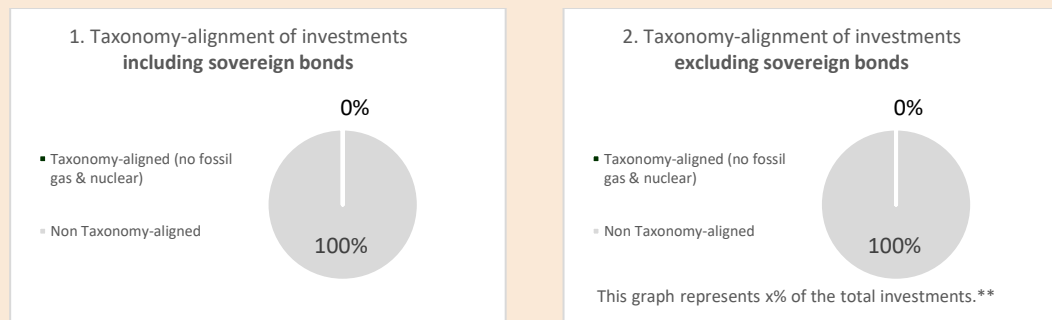 1. Taxonomy-alignment of investments
including sovereign bonds
0%
Taxonomy-aligned (no fossil
gas & nuclear)
Non Taxonomy-aligned
100%
2. Taxonomy-alignment of investments
excluding sovereign bonds
0%
Taxonomy-aligned (no fossil
gas & nuclear)
Non Taxonomy-aligned
100%
This graph represents x% of the total investments.**